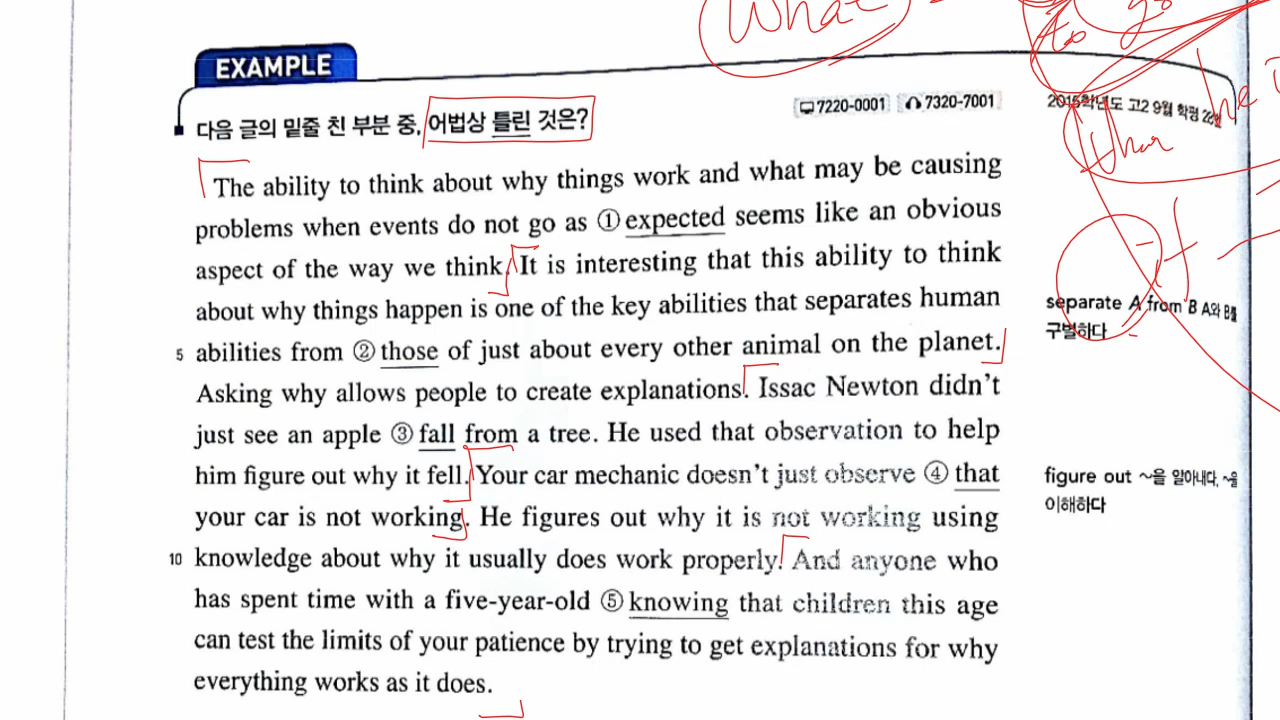 What
to go
EXAMPLE
7220-0001 7320-7001
2015학년도 고2 9월 학평
다음 글의 밑줄 친 부분 중, 어법상 틀린 것은?
The ability to think about why things work and what may be causing
problems when events do not go as ① expected seems like an obvious
aspect of the way we think. It is interesting that this ability to think
about why things happen is one of the key abilities that separates human
separate A from B A와 B를
구별하다
5 abilities from ② those of just about every other animal on the planet.
Asking why allows people to create explanations. Issac Newton didn't
just see an apple ③ fall from a tree. He used that observation to help
him figure out why it fell. Your car mechanic doesn't just observe ④ that
figure out ~을 알아내다, ~을
이해하다
your car is not working. He figures out why it is not working using
10 knowledge about why it usually does work properly. And anyone who
has spent time with a five-year-old ⑤ knowing that children this age
can test the limits of your patience by trying to get explanations for why
everything works as it does.